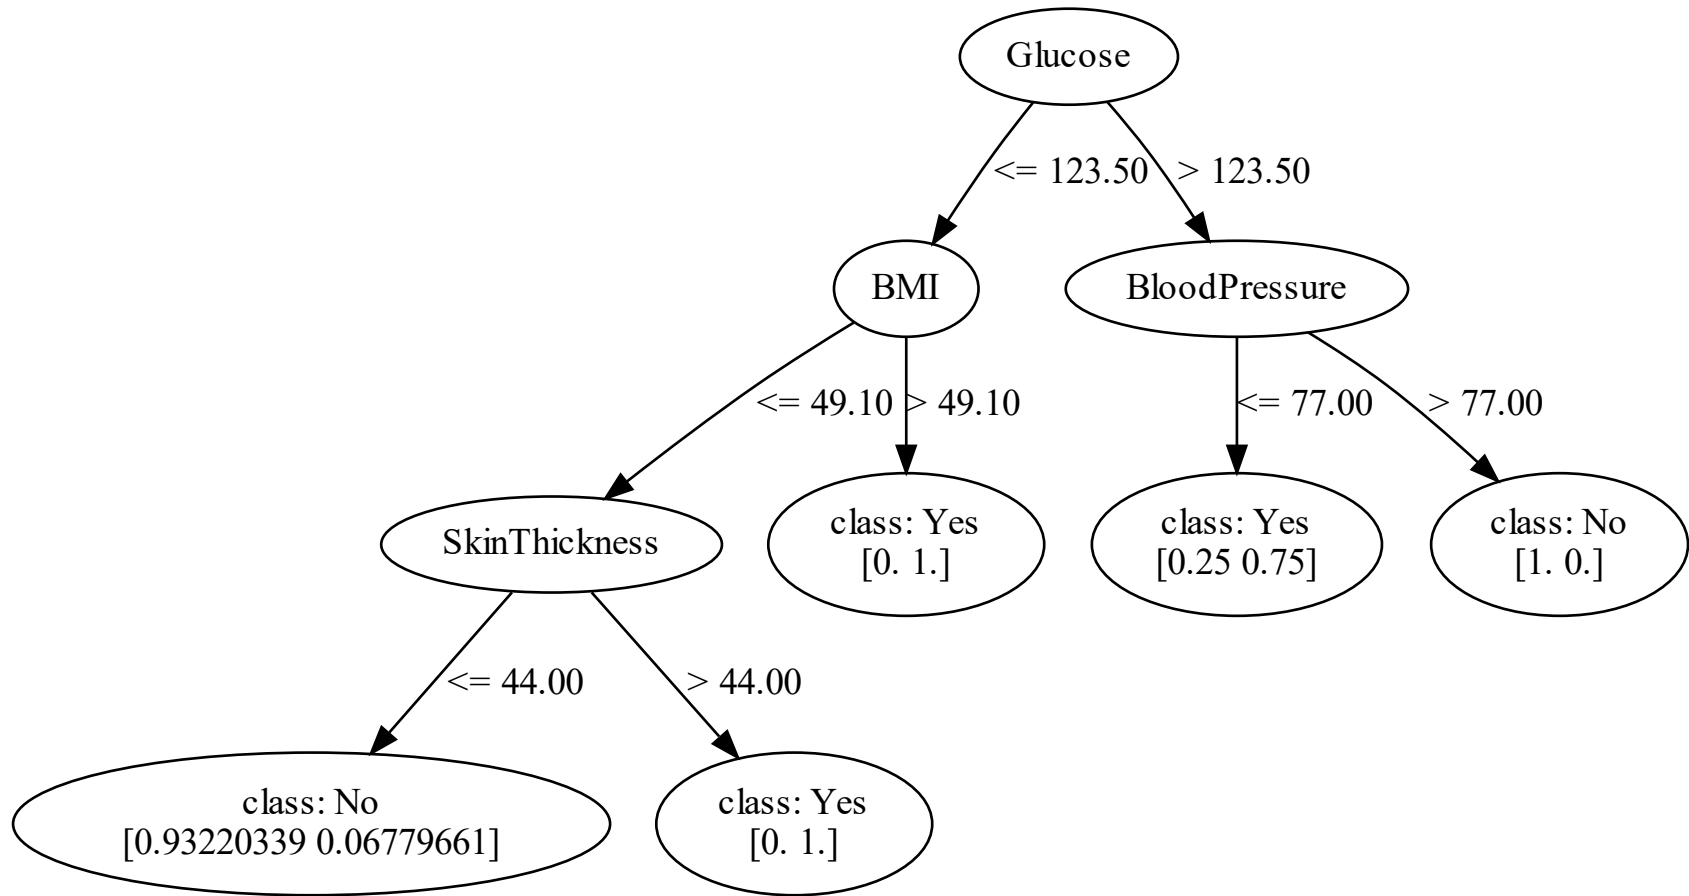 Glucose
<= 123.50
> 123.50
BMI
BloodPressure
<= 49.10
> 49.10
<= 77.00
> 77.00
SkinThickness
class: Yes
[0. 1.]
class: Yes
[0.25 0.75]
class: No
[1. 0.]
<= 44.00
> 44.00
class: No
[0.93220339 0.06779661]
class: Yes
[0. 1.]